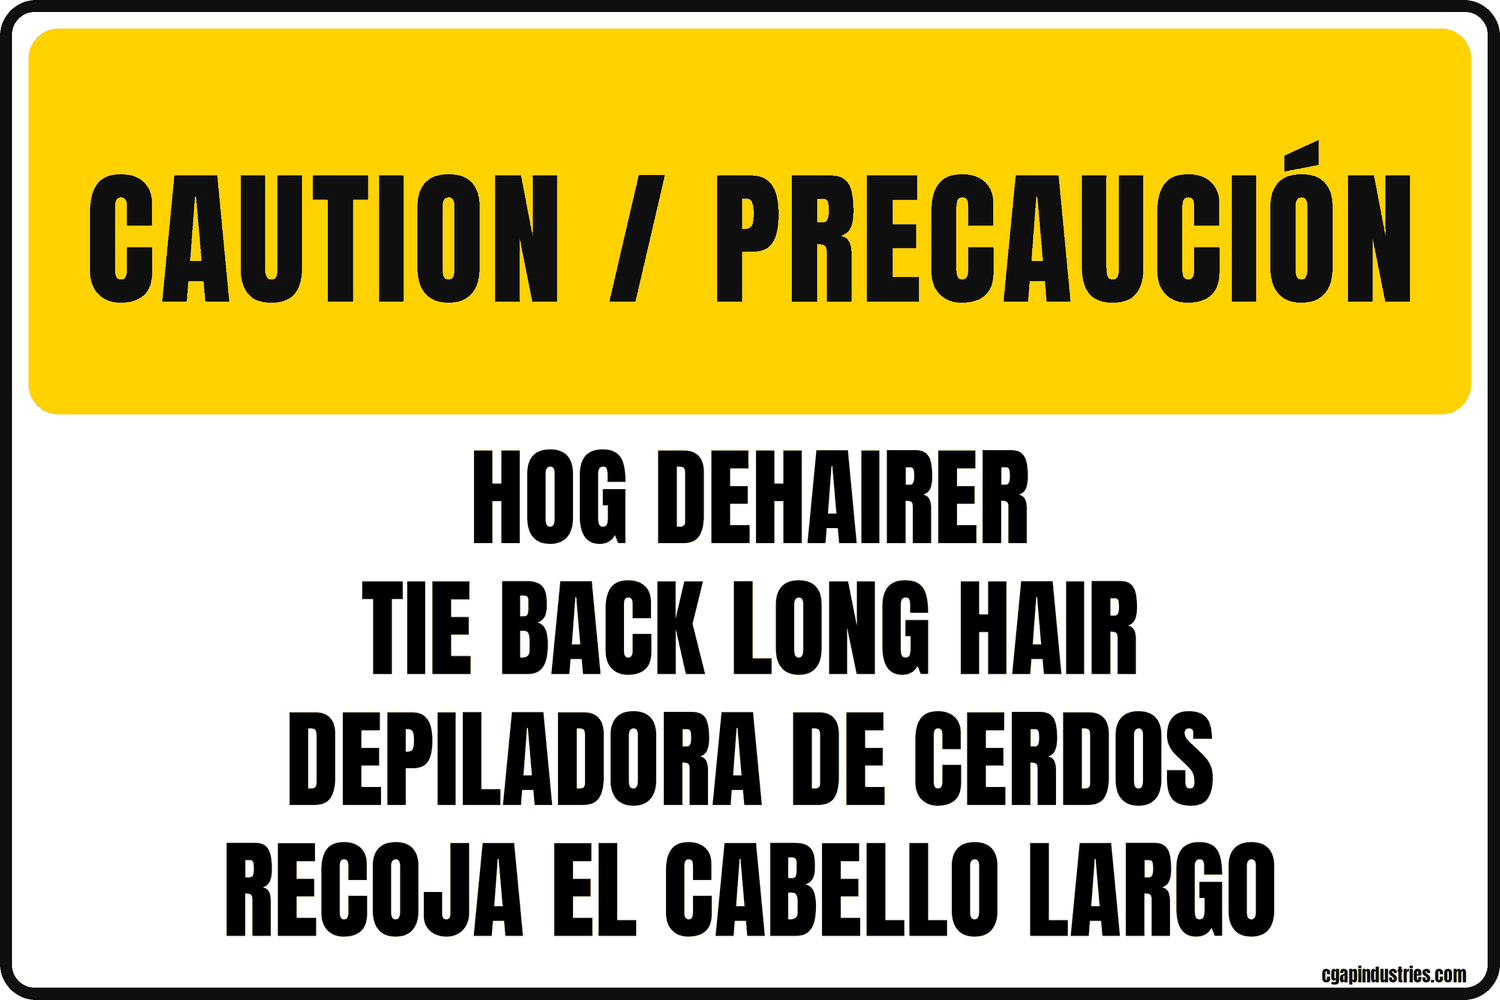 CAUTION / PRECAUCIÓN
HOG DEHAIRER
TIE BACK LONG HAIR
DEPILADORA DE CERDOS
RECOJA EL CABELLO LARGO
cgapindustries.com